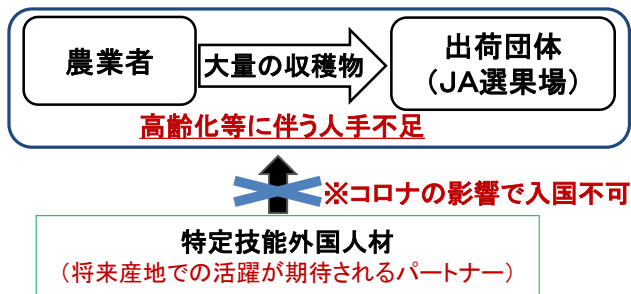 農業者
大量の収穫物
出荷団体
（ＪＡ選果場）
高齢化等に伴う人手不足
※コロナの影響で入国不可
特定技能外国人材
（将来産地での活躍が期待されるパートナー）